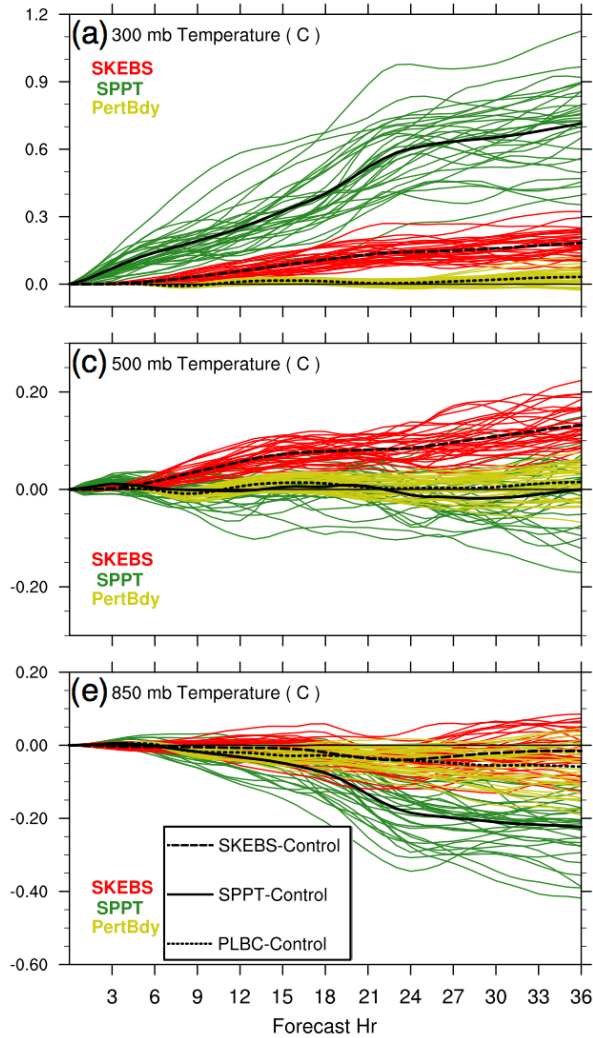 1.2
(a) 300 mb Temperature ( C )
SKEBS
SPPT
PertBdy
0.9
0.6
0.3
0.0
(c) 500 mb Temperature ( C )
0.20
0.00
-0.20
SKEBS
SPPT
PertBdy
0.20
(e) 850 mb Temperature ( C )
0.00
-0.20
-0.40
-0.60
SKEBS
SPPT
PertBdy
SKEBS-Control
SPPT-Control
PLBC-Control
3 6 9 12 15 18 21 24 27 30 33 36
Forecast Hr